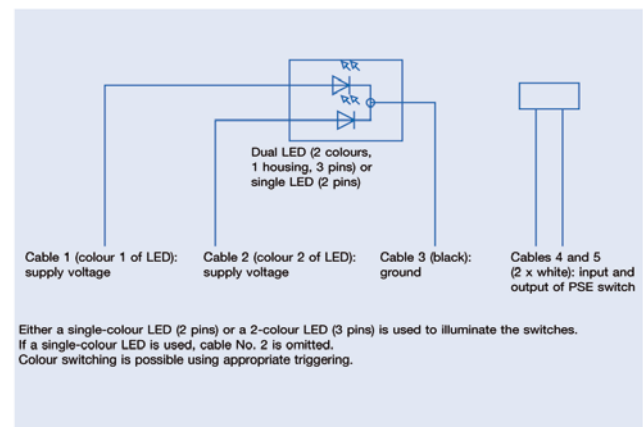 Dual LED (2 colours,
1 housing, 3 pins) or
single LED (2 pins)
Cable 1 (colour 1 of LED):
supply voltage
Cable 2 (colour 2 of LED):
supply voltage
Cable 3 (black):
ground
Cables 4 and 5
(2 x white): input and
output of PSE switch
Either a single-colour LED (2 pins) or a 2-colour LED (3 pins) is used to illuminate the switches.
If a single-colour LED is used, cable No. 2 is omitted.
Colour switching is possible using appropriate triggering.